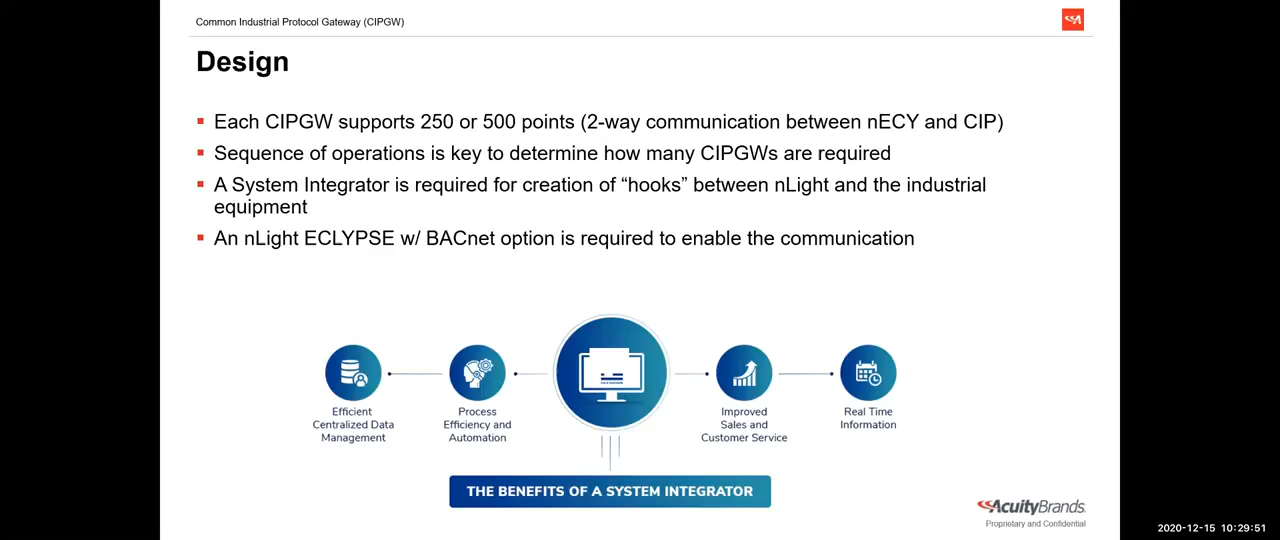 Common Industrial Protocol Gateway (CIPGW)
Design
Each CIPGW supports 250 or 500 points (2-way communication between nECY and CIP)
Sequence of operations is key to determine how many CIPGWs are required
A System Integrator is required for creation of “hooks” between nLight and the industrial
equipment
An nLight ECLYPSE w/ BACnet option is required to enable the communication
Efficient
Centralized Data
Management
Process
Efficiency and
Automation
Improved
Sales and
Customer Service
Real Time
Information
THE BENEFITS OF A SYSTEM INTEGRATOR
AcuityBrands.
Proprietary and Confidential
2020-12-15 10:29:51